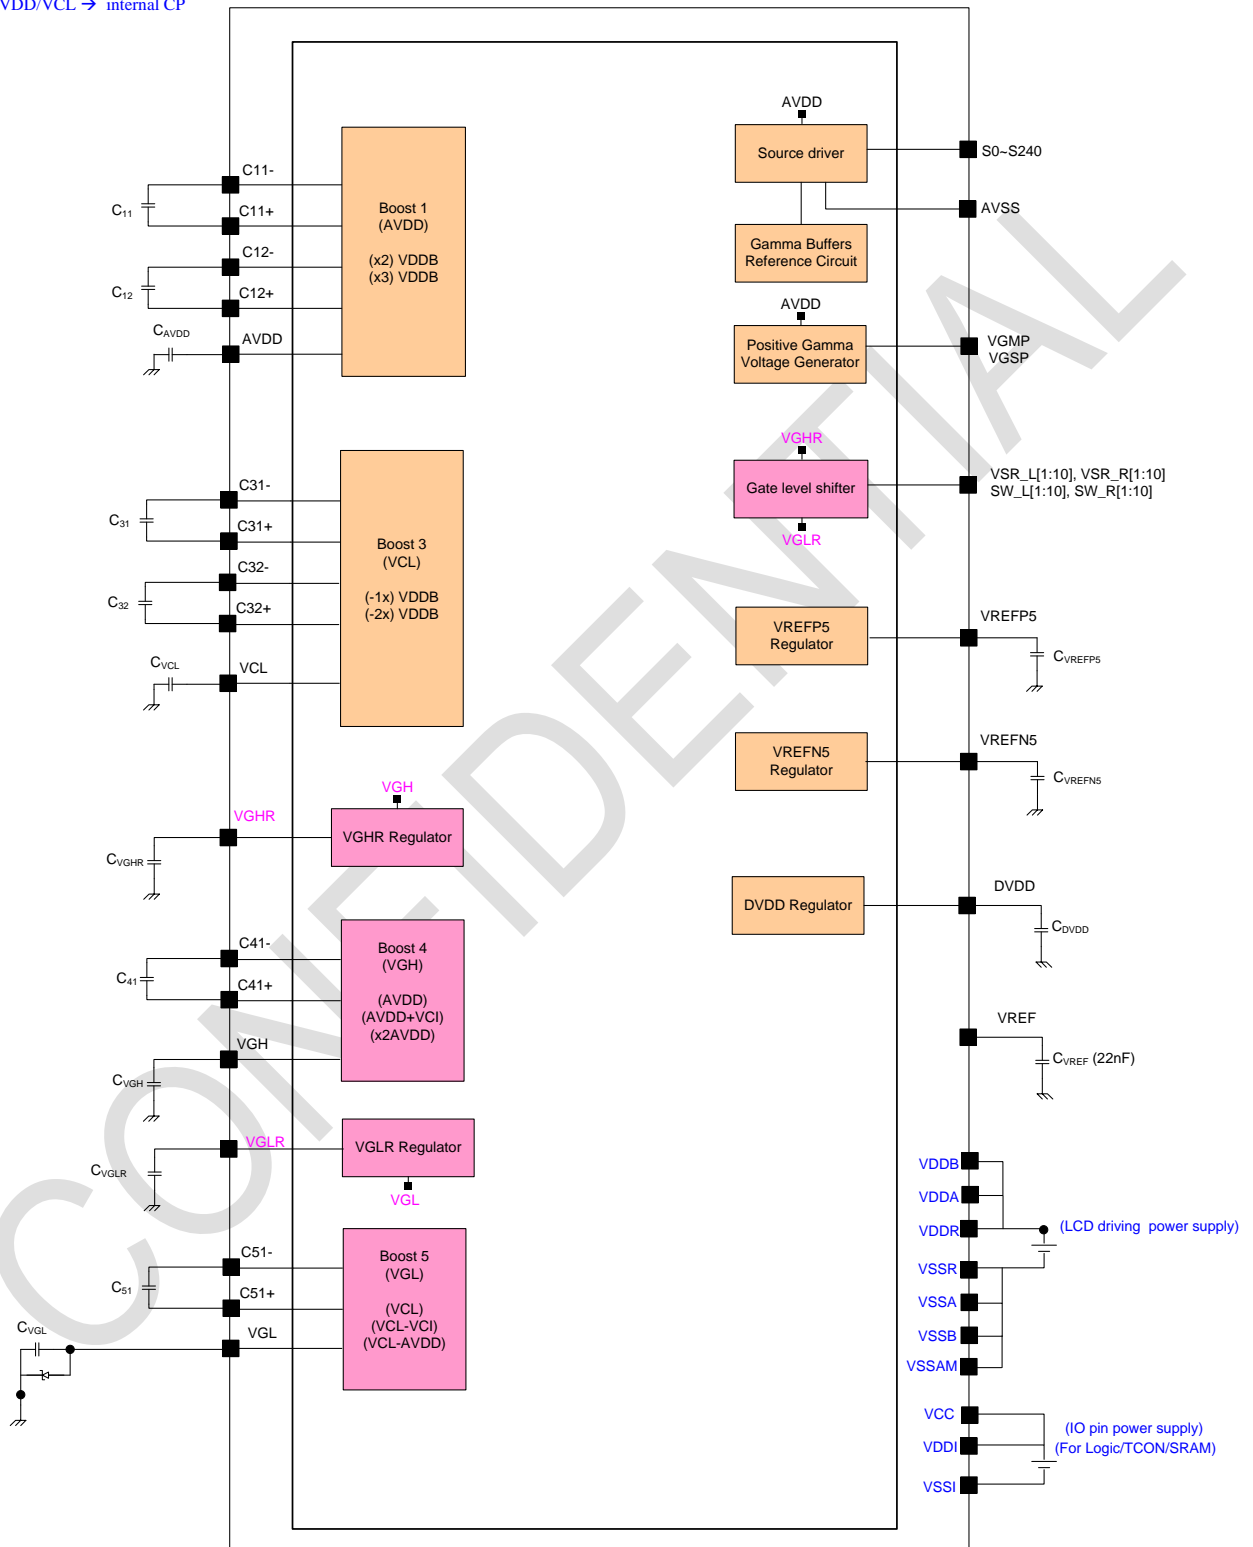 VDD/VCL → internal CP
C11-
C11
C11+
C12-
C12
C12+
CAVDD
AVDD
Boost 1
(AVDD)
(x2) VDDB
(x3) VDDB
C31-
C31
C31+
C32-
C32
C32+
CVCL
VCL
Boost 3
(VCL)
(-1x) VDDB
(-2x) VDDB
VGH
VGHR
CVGHR
VGHR Regulator
C41-
C41
C41+
VGH
CVGH
Boost 4
(VGH)
(AVDD)
(AVDD+VCI)
(x2AVDD)
VGLR
CVGLR
VGLR Regulator
VGL
C51-
C51
C51+
CVGL
VGL
Boost 5
(VGL)
(VCL)
(VCL-VCI)
(VCL-AVDD)
AVDD
Source driver
S0~S240
AVSS
Gamma Buffers
Reference Circuit
AVDD
Positive Gamma
Voltage Generator
VGMP
VGSP
VGHR
Gate level shifter
VGLR
VSR_L[1:10], VSR_R[1:10]
SW_L[1:10], SW_R[1:10]
VREFP5
Regulator
VREFP5
CVREFP5
VREFN5
Regulator
VREFN5
CVREFN5
DVDD Regulator
DVDD
CDVDD
VREF
CVREF (22nF)
VDDB
VDDA
VDDR
(LCD driving power supply)
VSSR
VSSA
VSSB
VSSAM
VCC
VDDI
VSSI
(IO pin power supply)
(For Logic/TCON/SRAM)
CONFIDENTIAL